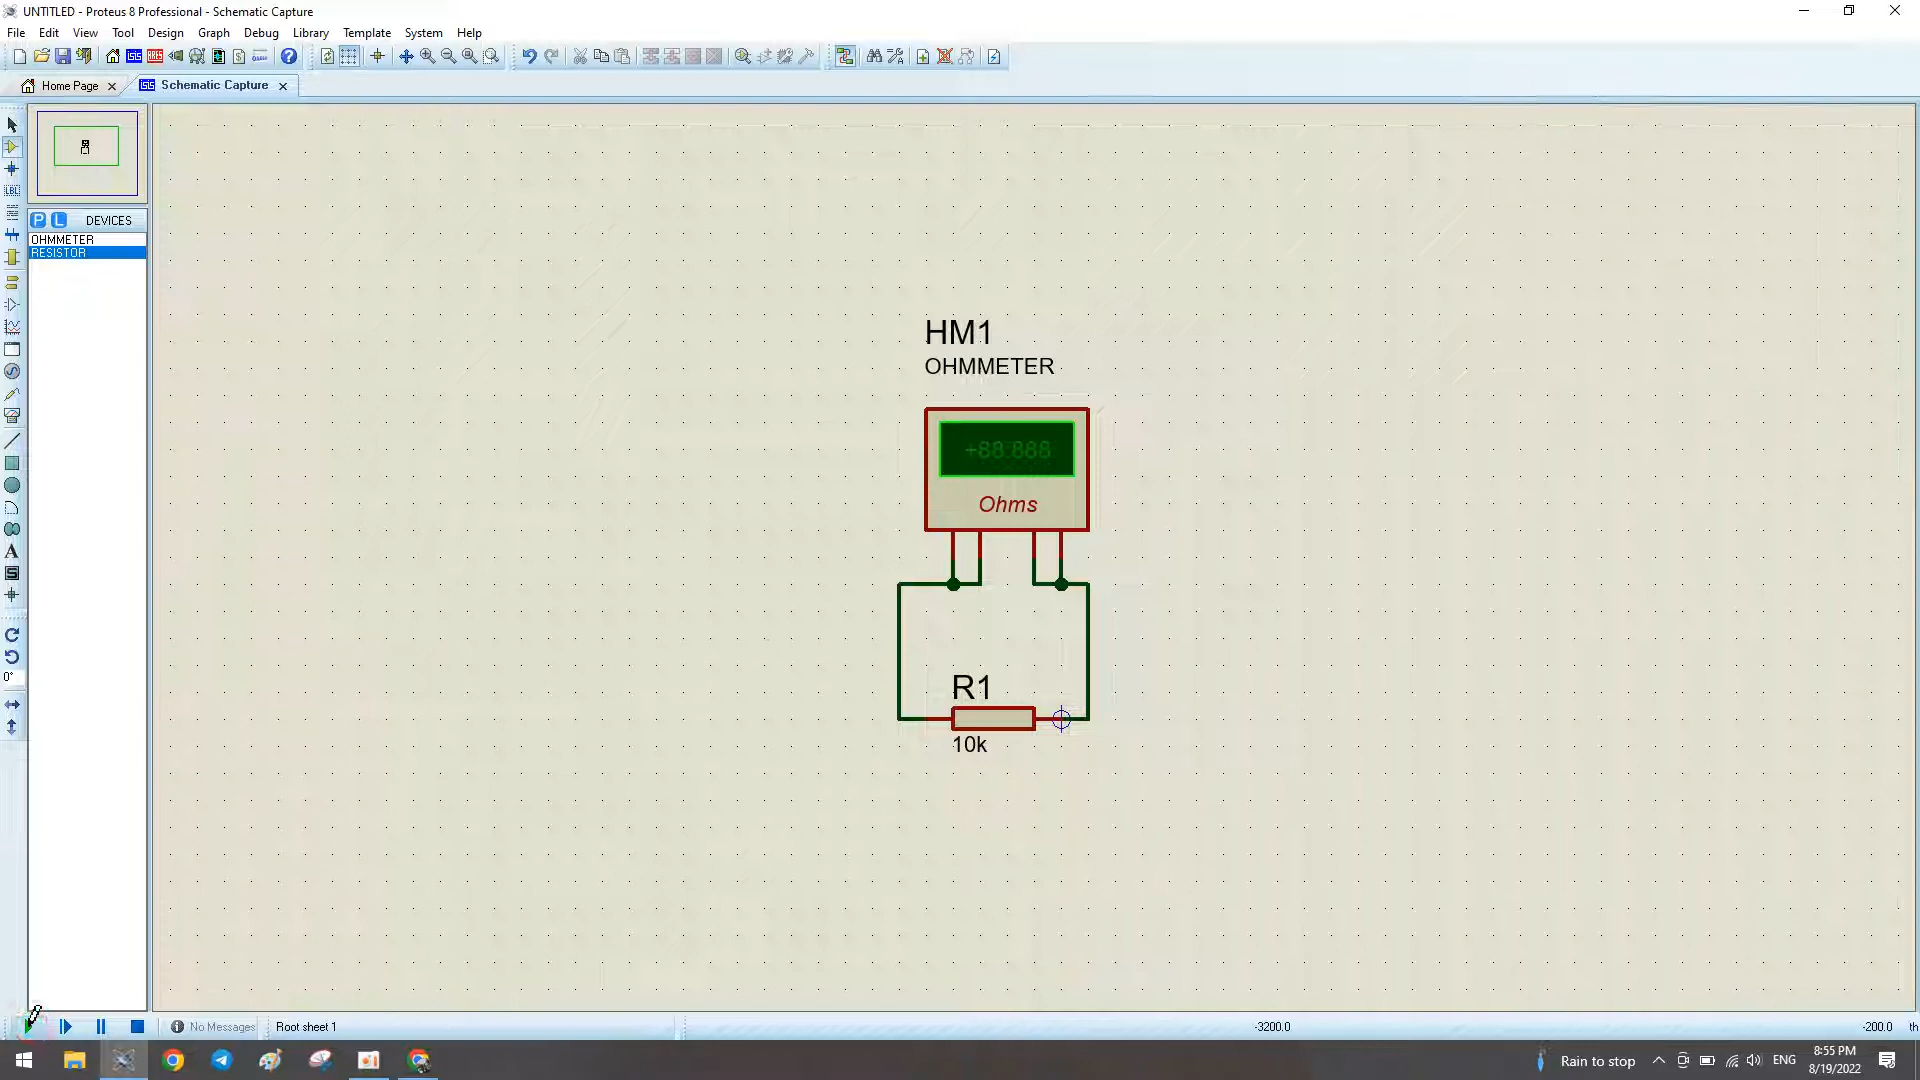 UNTITLED - Proteus 8 Professional - Schematic Capture
File Edit View Tool Design Graph Debug Library Template System Help
Home Page Schematic Capture
LBL
P L DEVICES
OHMMETER
RESISTOR
HM1
OHMMETER
+88.888
Ohms
A
S
0°
R1
10k
No Messages Root sheet 1 -3200.0 -200.0 th
Rain to stop ENG 8:55 PM
8/19/2022